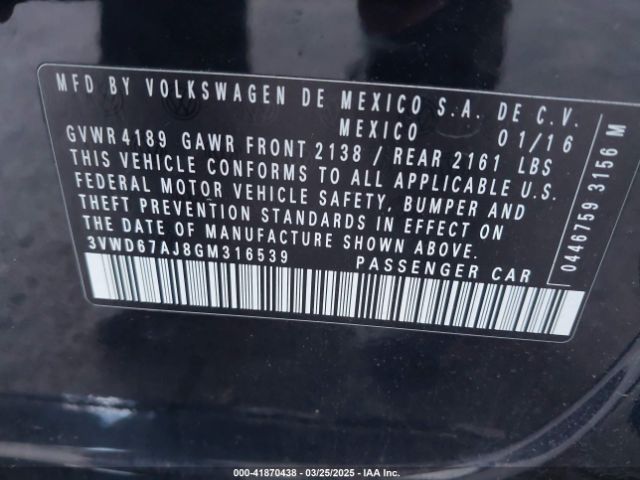 MFD BY VOLKSWAGEN DE MEXICO S.A. DE C.V.
MEXICO 01/16
GVWR 4189 GAWR FRONT 2138 / REAR 2161 LBS
THIS VEHICLE CONFORMS TO ALL APPLICABLE U.S.
FEDERAL MOTOR VEHICLE SAFETY, BUMPER AND
THEFT PREVENTION STANDARDS IN EFFECT ON
THE DATE OF MANUFACTURE SHOWN ABOVE.
3VWD67AJ8GM316539 PASSENGER CAR
0446759 3156 M
000-41870438 - 03/25/2025 - IAA Inc.